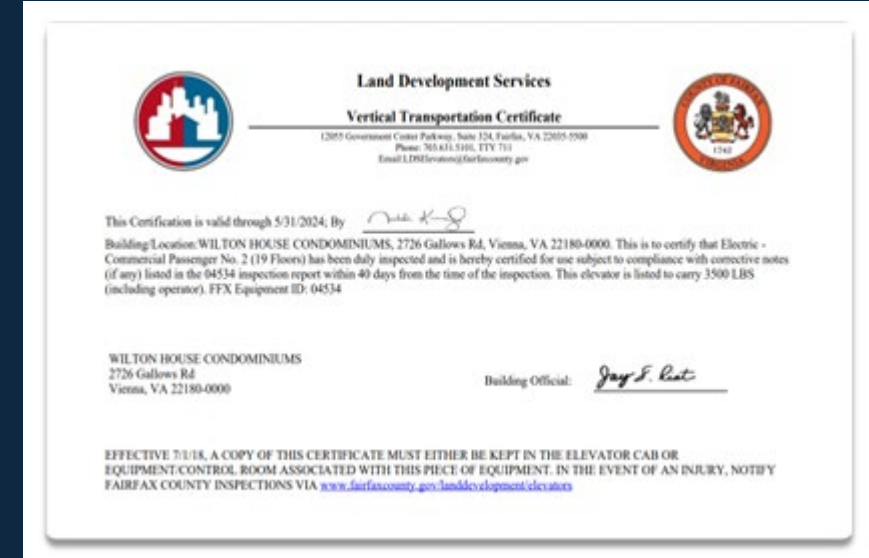 Land Development Services
Vertical Transportation Certificate
12055 Government Center Parkway, Suite 324, Fairfax, VA 22035-5500
Phone: 703.631.5101, TTY 711
Email:LDSElevators@fairfaxcounty.gov
COUNTY OF FAIRFAX
1742
VIRGINIA
This Certification is valid through 5/31/2024; By
Building/Location:WILTON HOUSE CONDOMINIUMS, 2726 Gallows Rd, Vienna, VA 22180-0000. This is to certify that Electric -
Commercial Passenger No. 2 (19 Floors) has been duly inspected and is hereby certified for use subject to compliance with corrective notes
(if any) listed in the 04534 inspection report within 40 days from the time of the inspection. This elevator is listed to carry 3500 LBS
(including operator). FFX Equipment ID: 04534
WILTON HOUSE CONDOMINIUMS
2726 Gallows Rd
Vienna, VA 22180-0000
Building Official:
EFFECTIVE 7/1/18, A COPY OF THIS CERTIFICATE MUST EITHER BE KEPT IN THE ELEVATOR CAB OR
EQUIPMENT/CONTROL ROOM ASSOCIATED WITH THIS PIECE OF EQUIPMENT. IN THE EVENT OF AN INJURY, NOTIFY
FAIRFAX COUNTY INSPECTIONS VIA www.fairfaxcounty.gov/landdevelopment/elevators